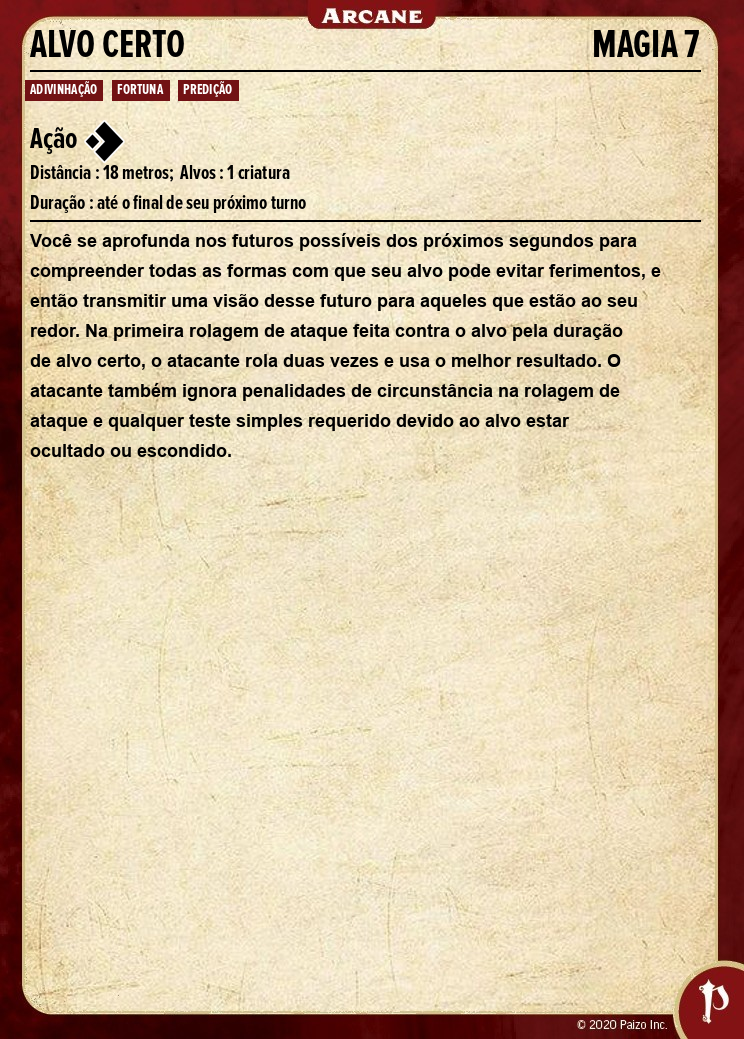 ARCANE
ALVO CERTO MAGIA 7
ADIVINHAÇÃO FORTUNA PREDIÇÃO
Ação
Distância : 18 metros; Alvos : 1 criatura
Duração : até o final de seu próximo turno
Você se aprofunda nos futuros possíveis dos próximos segundos para
compreender todas as formas com que seu alvo pode evitar ferimentos, e
então transmitir uma visão desse futuro para aqueles que estão ao seu
redor. Na primeira rolagem de ataque feita contra o alvo pela duração
de alvo certo, o atacante rola duas vezes e usa o melhor resultado. O
atacante também ignora penalidades de circunstância na rolagem de
ataque e qualquer teste simples requerido devido ao alvo estar
ocultado ou escondido.
© 2020 Paizo Inc.
P